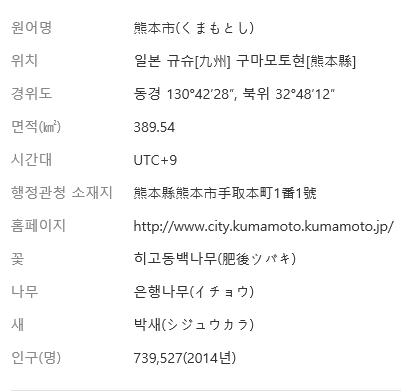 원어명 熊本市(くまもとし)
위치 일본 규슈[九州] 구마모토현[熊本縣]
경위도 동경 130°42′28″, 북위 32°48′12″
면적(㎢) 389.54
시간대 UTC+9
행정관청 소재지 熊本縣熊本市手取本町1番1號
홈페이지 http://www.city.kumamoto.kumamoto.jp/
꽃 히고동백나무(肥後ツバキ)
나무 은행나무(イチョウ)
새 박새(シジュウカラ)
인구(명) 739,527(2014년)